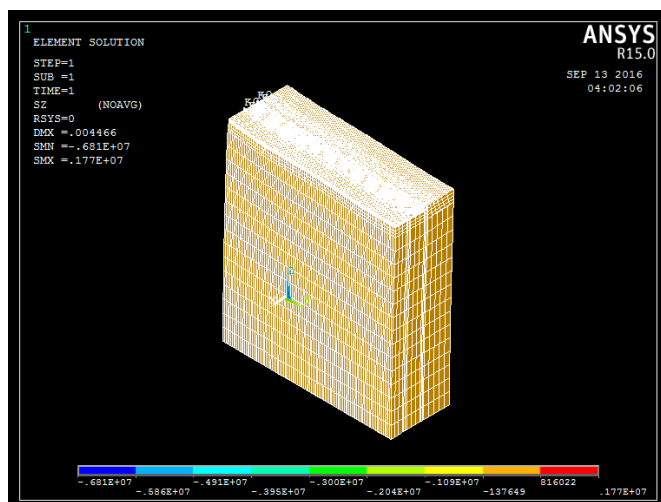 1
ELEMENT SOLUTION
STEP=1
SUB =1
TIME=1
SZ (NOAVG)
RSYS=0
DMX =.004466
SMN =-.681E+07
SMX =.177E+07
ANSYS
R15.0
SEP 13 2016
04:02:06
-.681E+07 -.491E+07 -.300E+07 -.109E+07 816022
-.586E+07 -.395E+07 -.204E+07 -137649 .177E+07